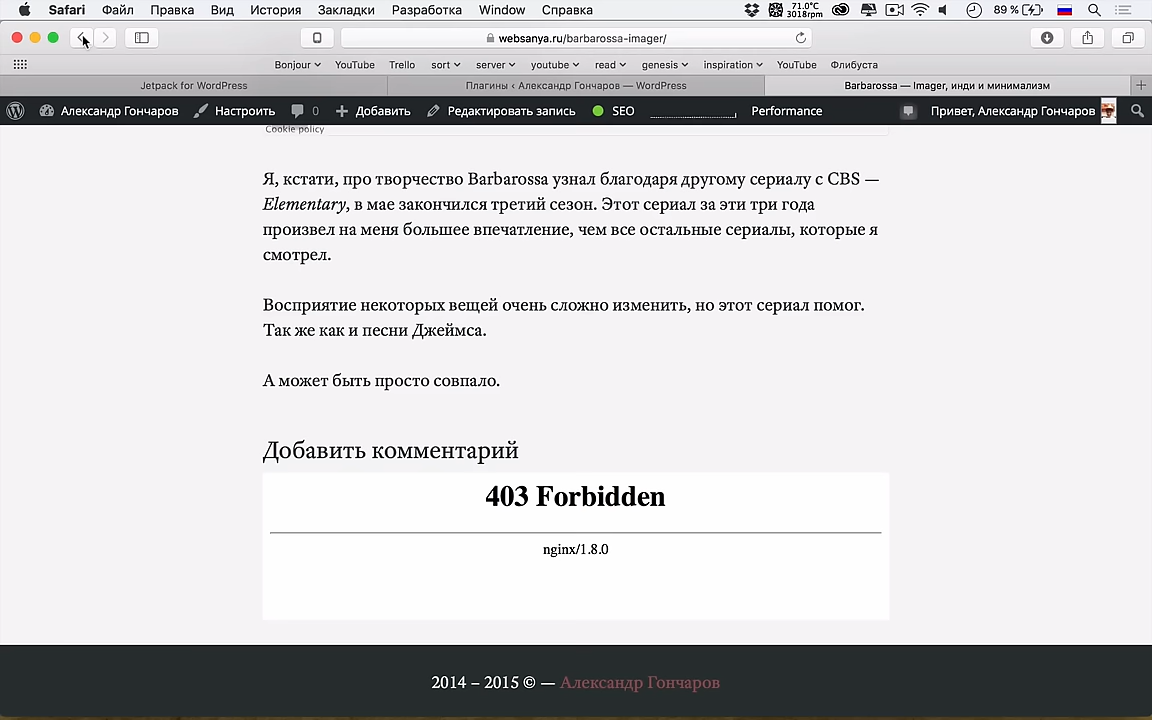 Safari Файл Правка Вид История Закладки Разработка Window Справка 71.0°C 3018rpm 89 %
websanya.ru/barbarossa-imager/
Bonjour YouTube Trello sort server youtube read genesis inspiration YouTube Флибуста
Jetpack for WordPress Плагины ‹ Александр Гончаров — WordPress Barbarossa — Imager, инди и минимализм
Александр Гончаров Настроить 0 Добавить Редактировать запись SEO Performance Привет, Александр Гончаров
Cookie policy
Я, кстати, про творчество Barbarossa узнал благодаря другому сериалу с CBS —
Elementary, в мае закончился третий сезон. Этот сериал за эти три года
произвел на меня большее впечатление, чем все остальные сериалы, которые я
смотрел.
Восприятие некоторых вещей очень сложно изменить, но этот сериал помог.
Так же как и песни Джеймса.
А может быть просто совпало.
Добавить комментарий
403 Forbidden
nginx/1.8.0
2014 – 2015 © — Александр Гончаров